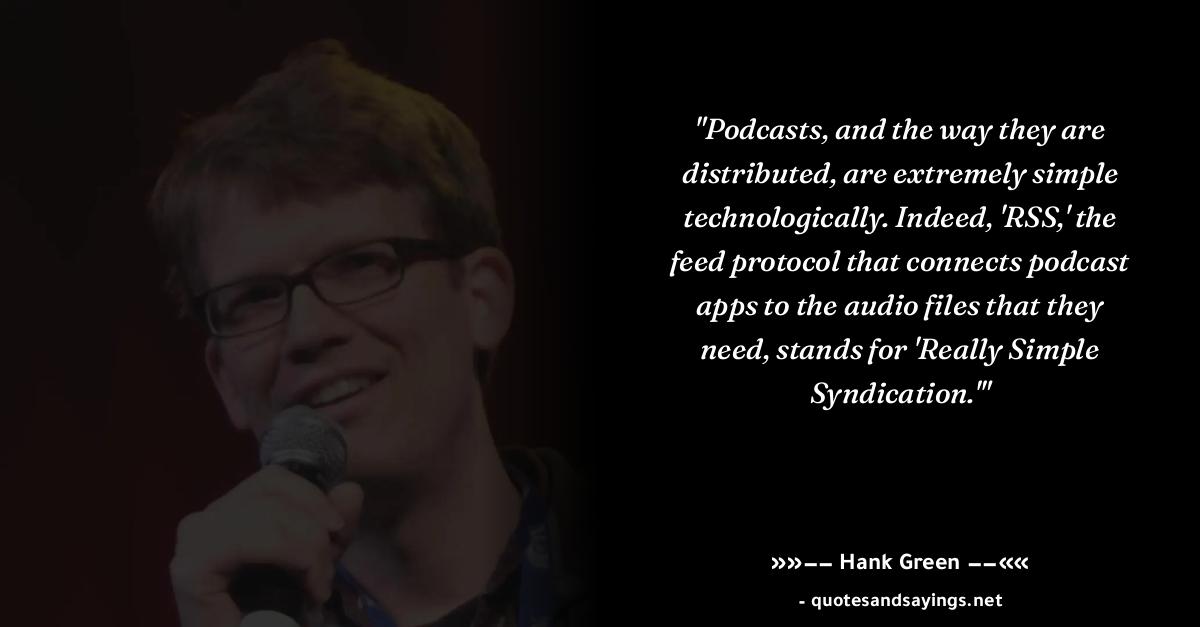 "Podcasts, and the way they are
distributed, are extremely simple
technologically. Indeed, 'RSS,' the
feed protocol that connects podcast
apps to the audio files that they
need, stands for 'Really Simple
Syndication.'"
»»−− Hank Green −−««
- quotesandsayings.net